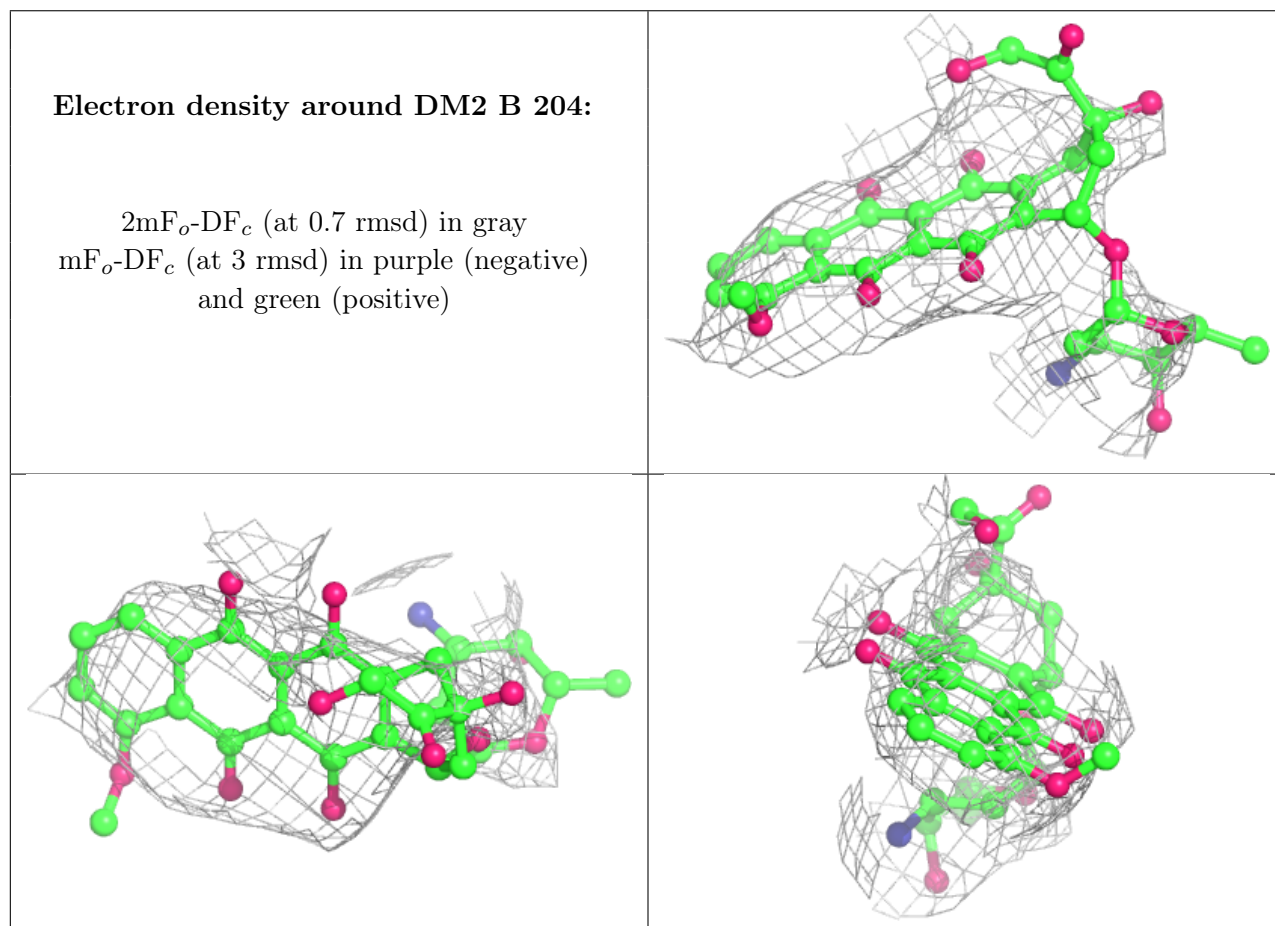 Electron density around DM2 B 204:
2mFo-DFc (at 0.7 rmsd) in gray
mFo-DFc (at 3 rmsd) in purple (negative)
and green (positive)